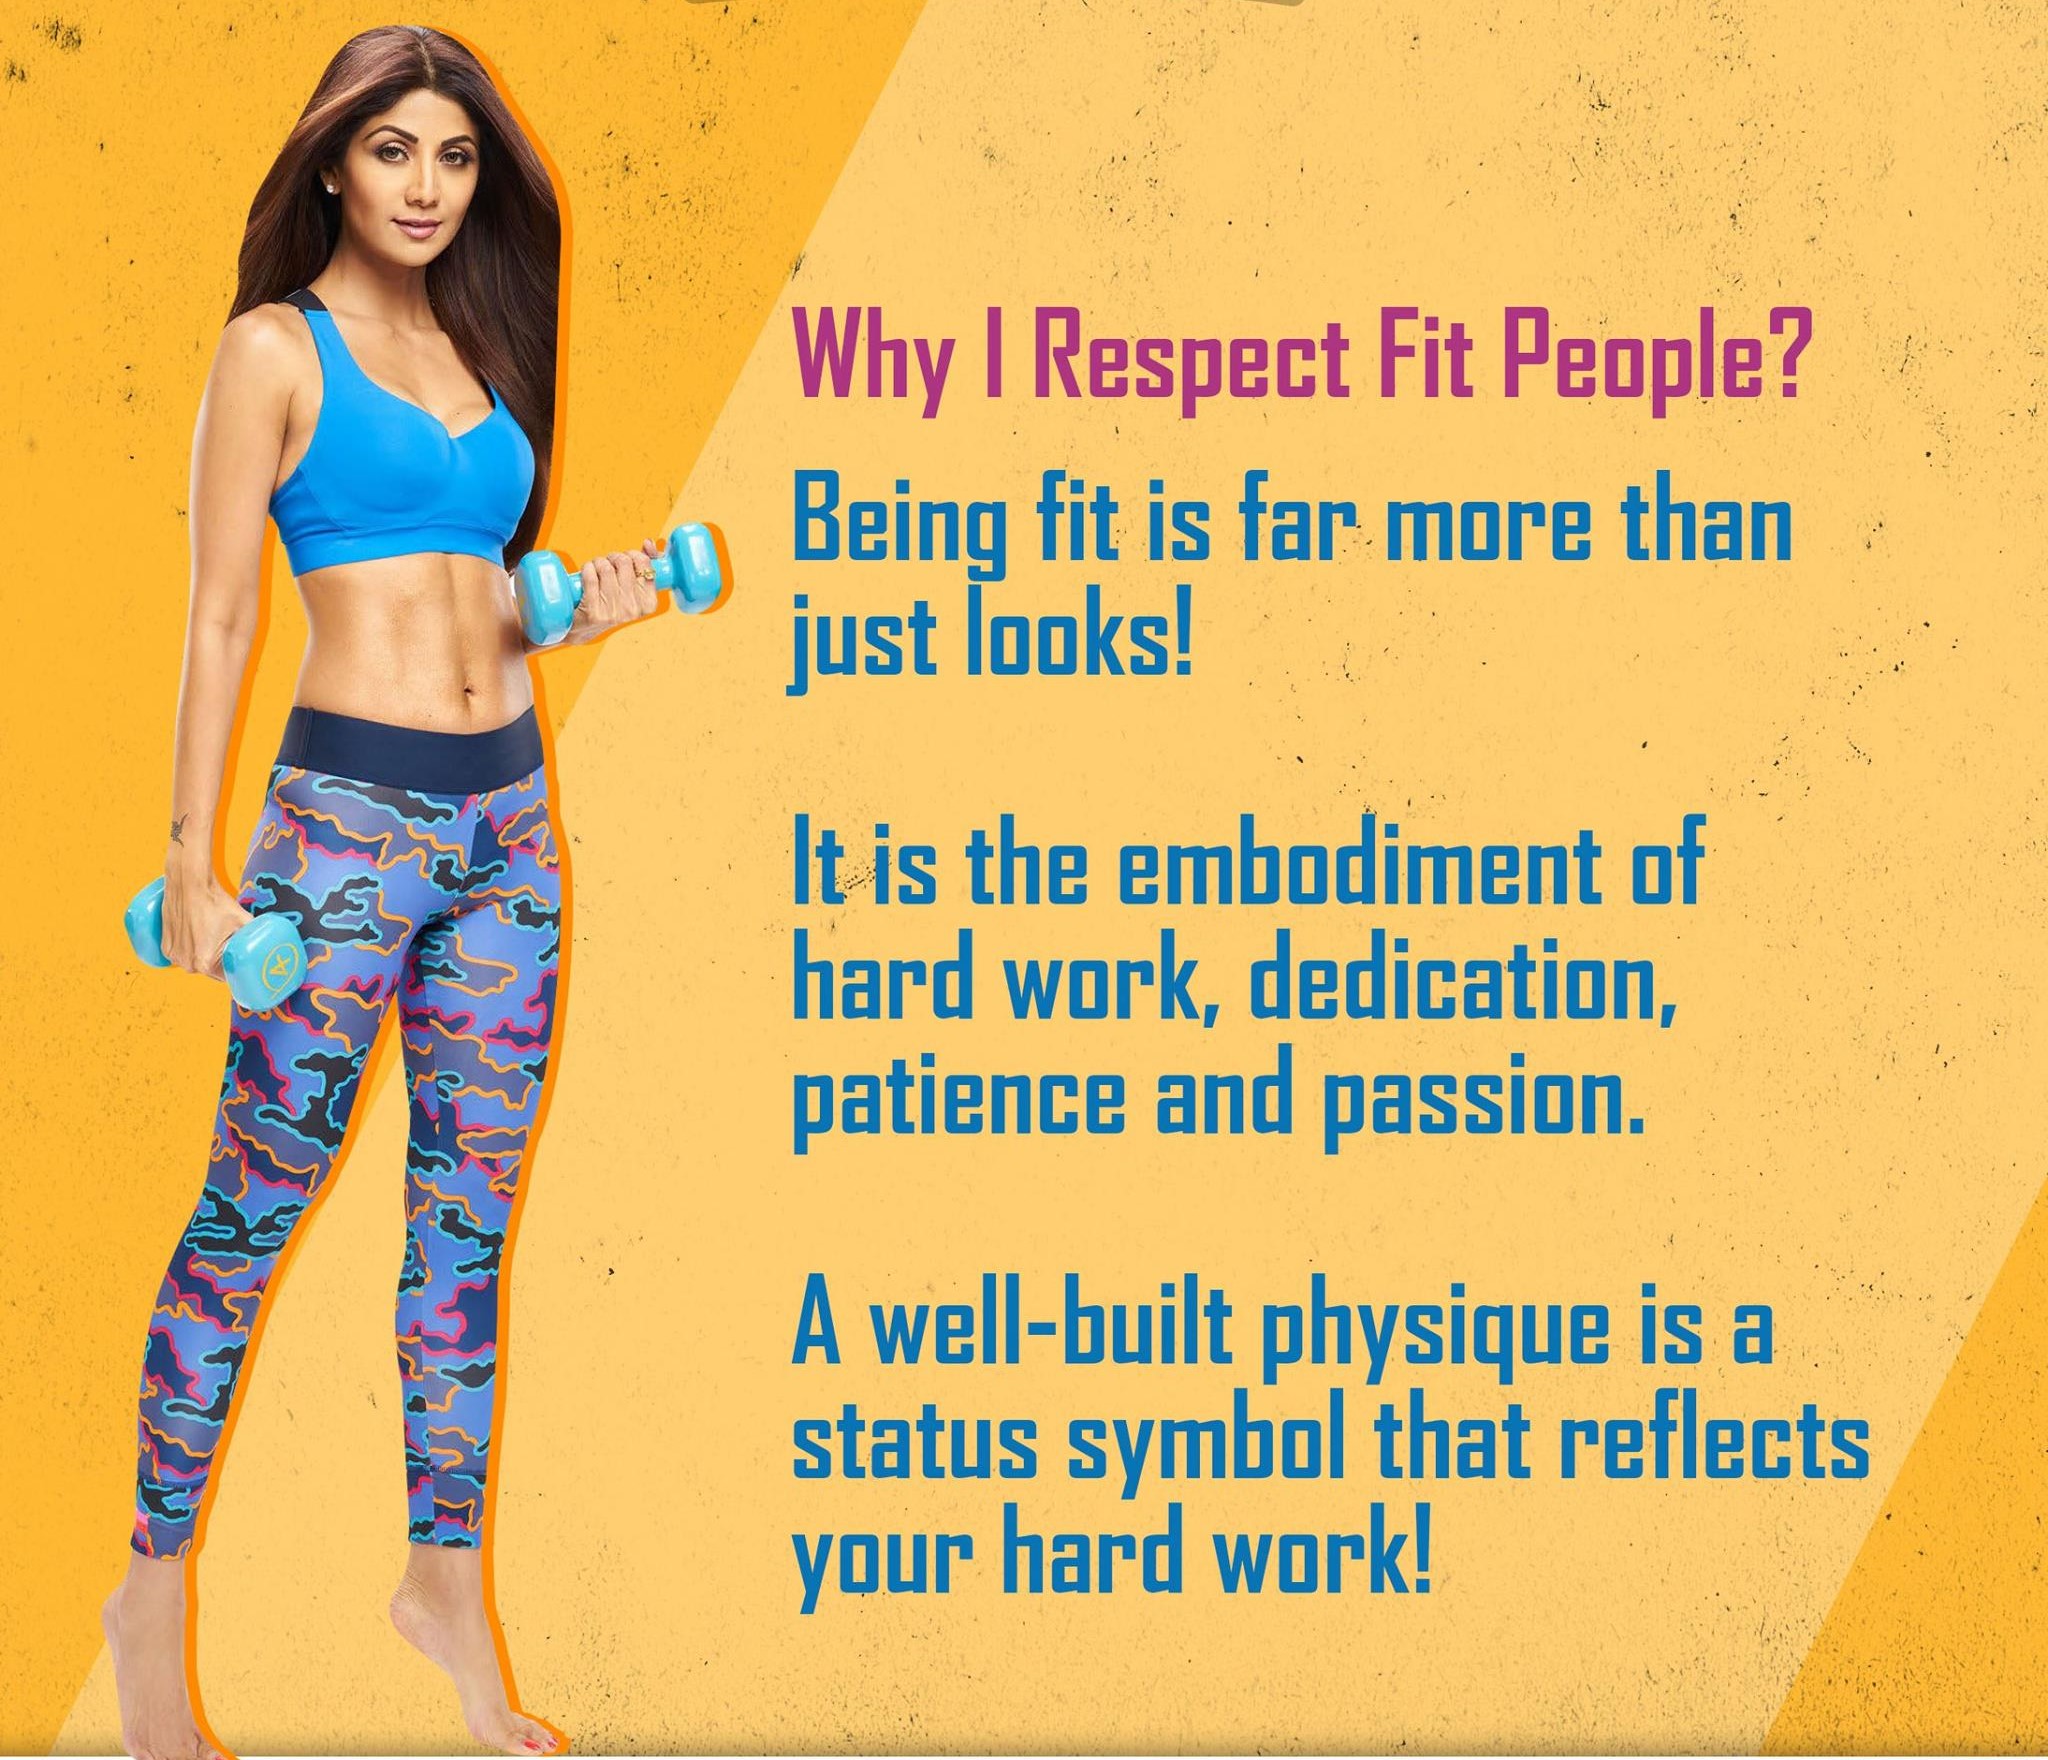 Why I Respect Fit People?
Being fit is far more than
just looks!
It is the embodiment of
hard work, dedication,
patience and passion.
A well-built physique is a
status symbol that reflects
your hard work!